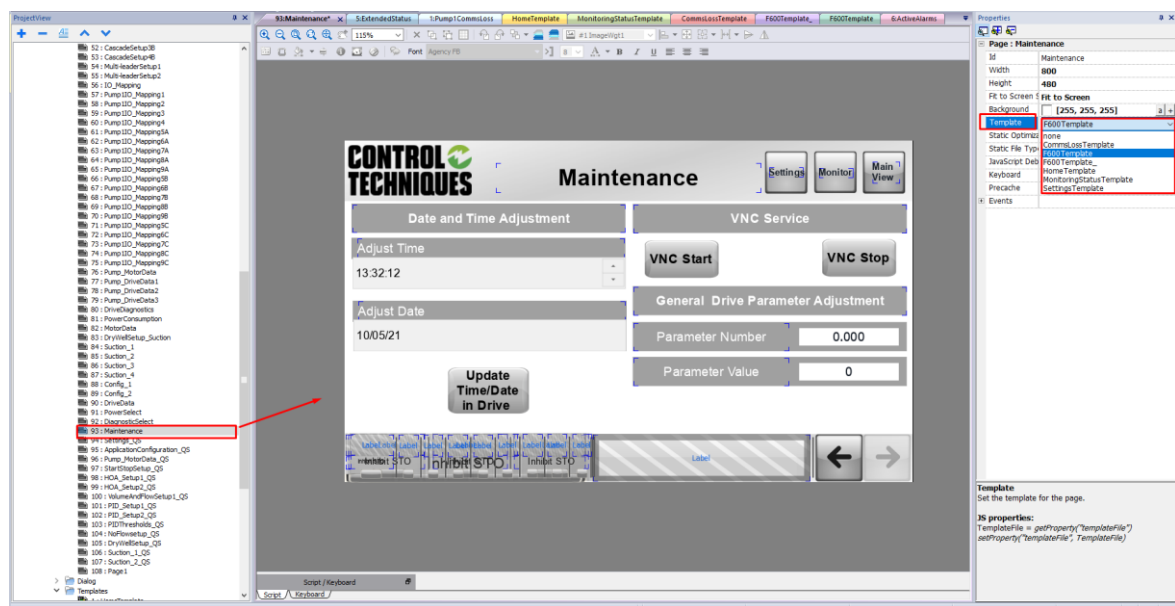 ProjectView
93:Maintenance*
5:ExtendedStatus
1:Pump1CommsLoss
HomeTemplate
MonitoringStatusTemplate
CommsLossTemplate
F600Template_
F600Template
6:ActiveAlarms
115%
#1 ImageWgt1
Font Agency FB
8
A B I U
52 : CascadeSetup3B
53 : CascadeSetup4B
54 : Multi-leaderSetup1
55 : Multi-leaderSetup2
56 : IO_Mapping
57 : Pump1IO_Mapping1
58 : Pump1IO_Mapping2
59 : Pump1IO_Mapping3
60 : Pump1IO_Mapping4
61 : Pump1IO_Mapping5A
62 : Pump1IO_Mapping6A
63 : Pump1IO_Mapping7A
64 : Pump1IO_Mapping8A
65 : Pump1IO_Mapping9A
66 : Pump1IO_Mapping5B
67 : Pump1IO_Mapping6B
68 : Pump1IO_Mapping7B
69 : Pump1IO_Mapping8B
70 : Pump1IO_Mapping9B
71 : Pump1IO_Mapping5C
72 : Pump1IO_Mapping6C
73 : Pump1IO_Mapping7C
74 : Pump1IO_Mapping8C
75 : Pump1IO_Mapping9C
76 : Pump_MotorData
77 : Pump_DriveData1
78 : Pump_DriveData2
79 : Pump_DriveData3
80 : DriveDiagnostics
81 : PowerConsumption
82 : MotorData
83 : DryWellSetup_Suction
84 : Suction_1
85 : Suction_2
86 : Suction_3
87 : Suction_4
88 : Config_1
89 : Config_2
90 : DriveData
91 : PowerSelect
92 : DiagnosticSelect
93 : Maintenance
94 : Settings_QS
95 : ApplicationConfiguration_QS
96 : Pump_MotorData_QS
97 : StartStopSetup_QS
98 : HOA_Setup1_QS
99 : HOA_Setup2_QS
100 : VolumeAndFlowSetup1_QS
101 : PID_Setup1_QS
102 : PID_Setup2_QS
103 : PIDThresholds_QS
104 : NoFlowsetup_QS
105 : DryWellSetup_QS
106 : Suction_1_QS
107 : Suction_2_QS
108 : Page1
Dialog
Templates
CONTROL
TECHNIQUES
Maintenance
Settings
Monitor
Main
View
Date and Time Adjustment
VNC Service
Adjust Time
13:32:12
VNC Start
VNC Stop
General Drive Parameter Adjustment
Adjust Date
10/05/21
Parameter Number
0.000
Parameter Value
0
Update
Time/Date
in Drive
Label
Inhibit STO
Inhibit STO
Label
Script / Keyboard
Script
Keyboard
Properties
Page : Maintenance
Id Maintenance
Width 800
Height 480
Fit to Screen S Fit to Screen
Background [255, 255, 255]
a +
Template F600Template
Static Optimiza
Static File Typ
JavaScript Deb
Keyboard
Precache
Events
none
CommsLossTemplate
F600Template
F600Template_
HomeTemplate
MonitoringStatusTemplate
SettingsTemplate
Template
Set the template for the page.
JS properties:
TemplateFile = getProperty("templateFile")
setProperty("templateFile", TemplateFile)